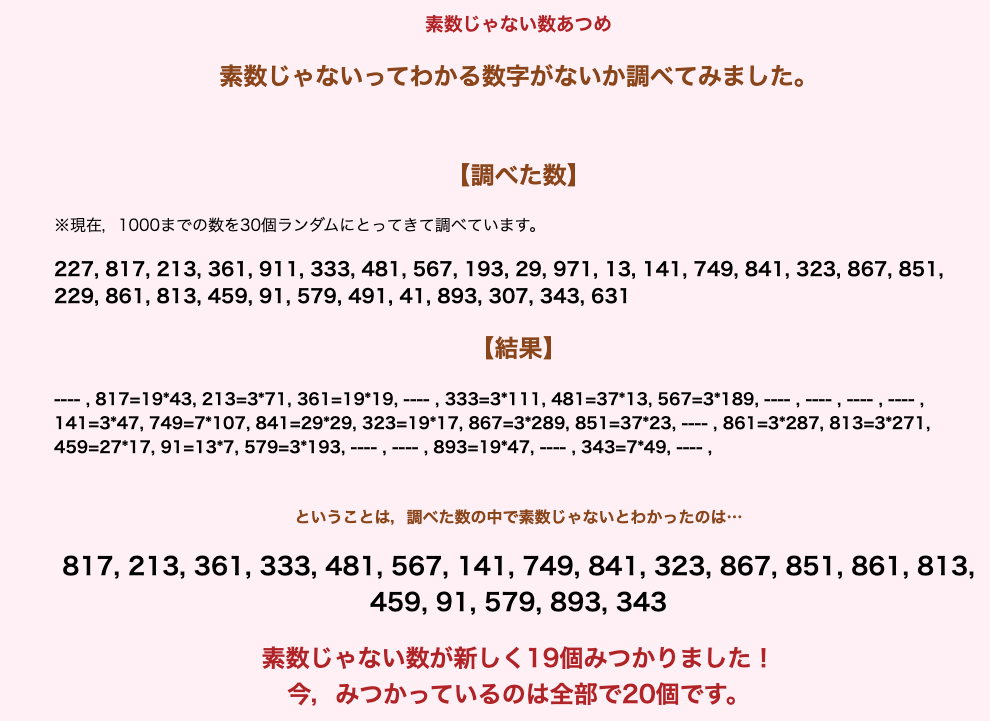 素数じゃない数あつめ
素数じゃないってわかる数字がないか調べてみました。
【調べた数】
※現在，1000までの数を30個ランダムにとってきて調べています。
227, 817, 213, 361, 911, 333, 481, 567, 193, 29, 971, 13, 141, 749, 841, 323, 867, 851,
229, 861, 813, 459, 91, 579, 491, 41, 893, 307, 343, 631
【結果】
---- , 817=19*43, 213=3*71, 361=19*19, ---- , 333=3*111, 481=37*13, 567=3*189, ---- , ---- , ---- , ---- ,
141=3*47, 749=7*107, 841=29*29, 323=19*17, 867=3*289, 851=37*23, ---- , 861=3*287, 813=3*271,
459=27*17, 91=13*7, 579=3*193, ---- , ---- , 893=19*47, ---- , 343=7*49, ---- ,
ということは，調べた数の中で素数じゃないとわかったのは…
817, 213, 361, 333, 481, 567, 141, 749, 841, 323, 867, 851, 861, 813,
459, 91, 579, 893, 343
素数じゃない数が新しく19個みつかりました！
今，みつかっているのは全部で20個です。